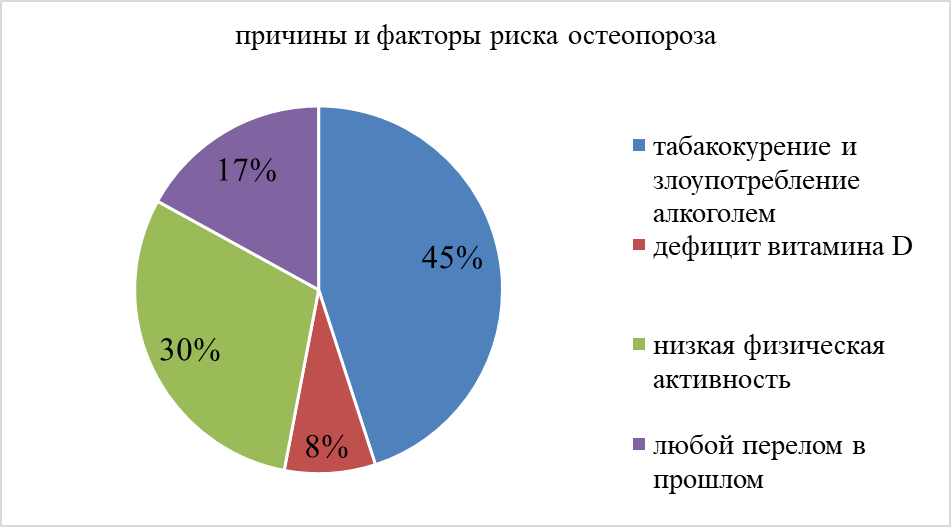 причины и факторы риска остеопороза
17%
45%
30%
8%
табакокурение и
злоупотребление
алкоголем
дефицит витамина D
низкая физическая
активность
любой перелом в
прошлом